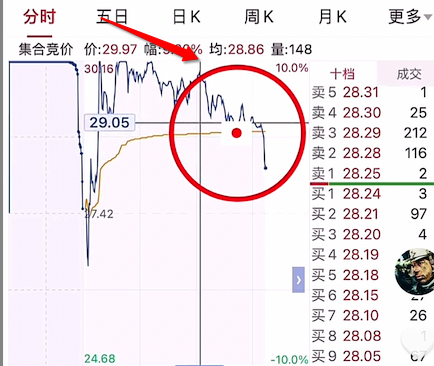 分时 五日 日K 周K 月K 更多
集合竞价 价:29.97 幅:9.30% 均:28.86 量:148
30.16 10.0%
29.05
27.42
24.68 -10.0%
十档 成交
卖5 28.31 1
卖4 28.30 25
卖3 28.29 212
卖2 28.28 116
卖1 28.25 2
买1 28.24 3
买2 28.21 97
买3 28.20 4
买4 28.19
买5 28.18
买6 28.15 27
买7 28.10 26
买8 28.08 1
买9 28.05 67